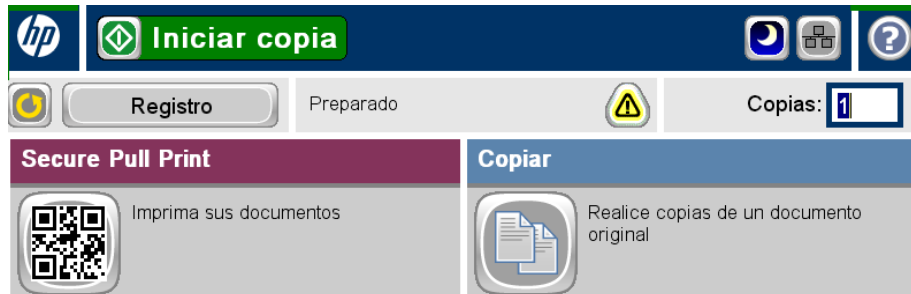 hp
Iniciar copia
?
Registro
Preparado
Copias: 1
Secure Pull Print
Copiar
Imprima sus documentos
Realice copias de un documento
original